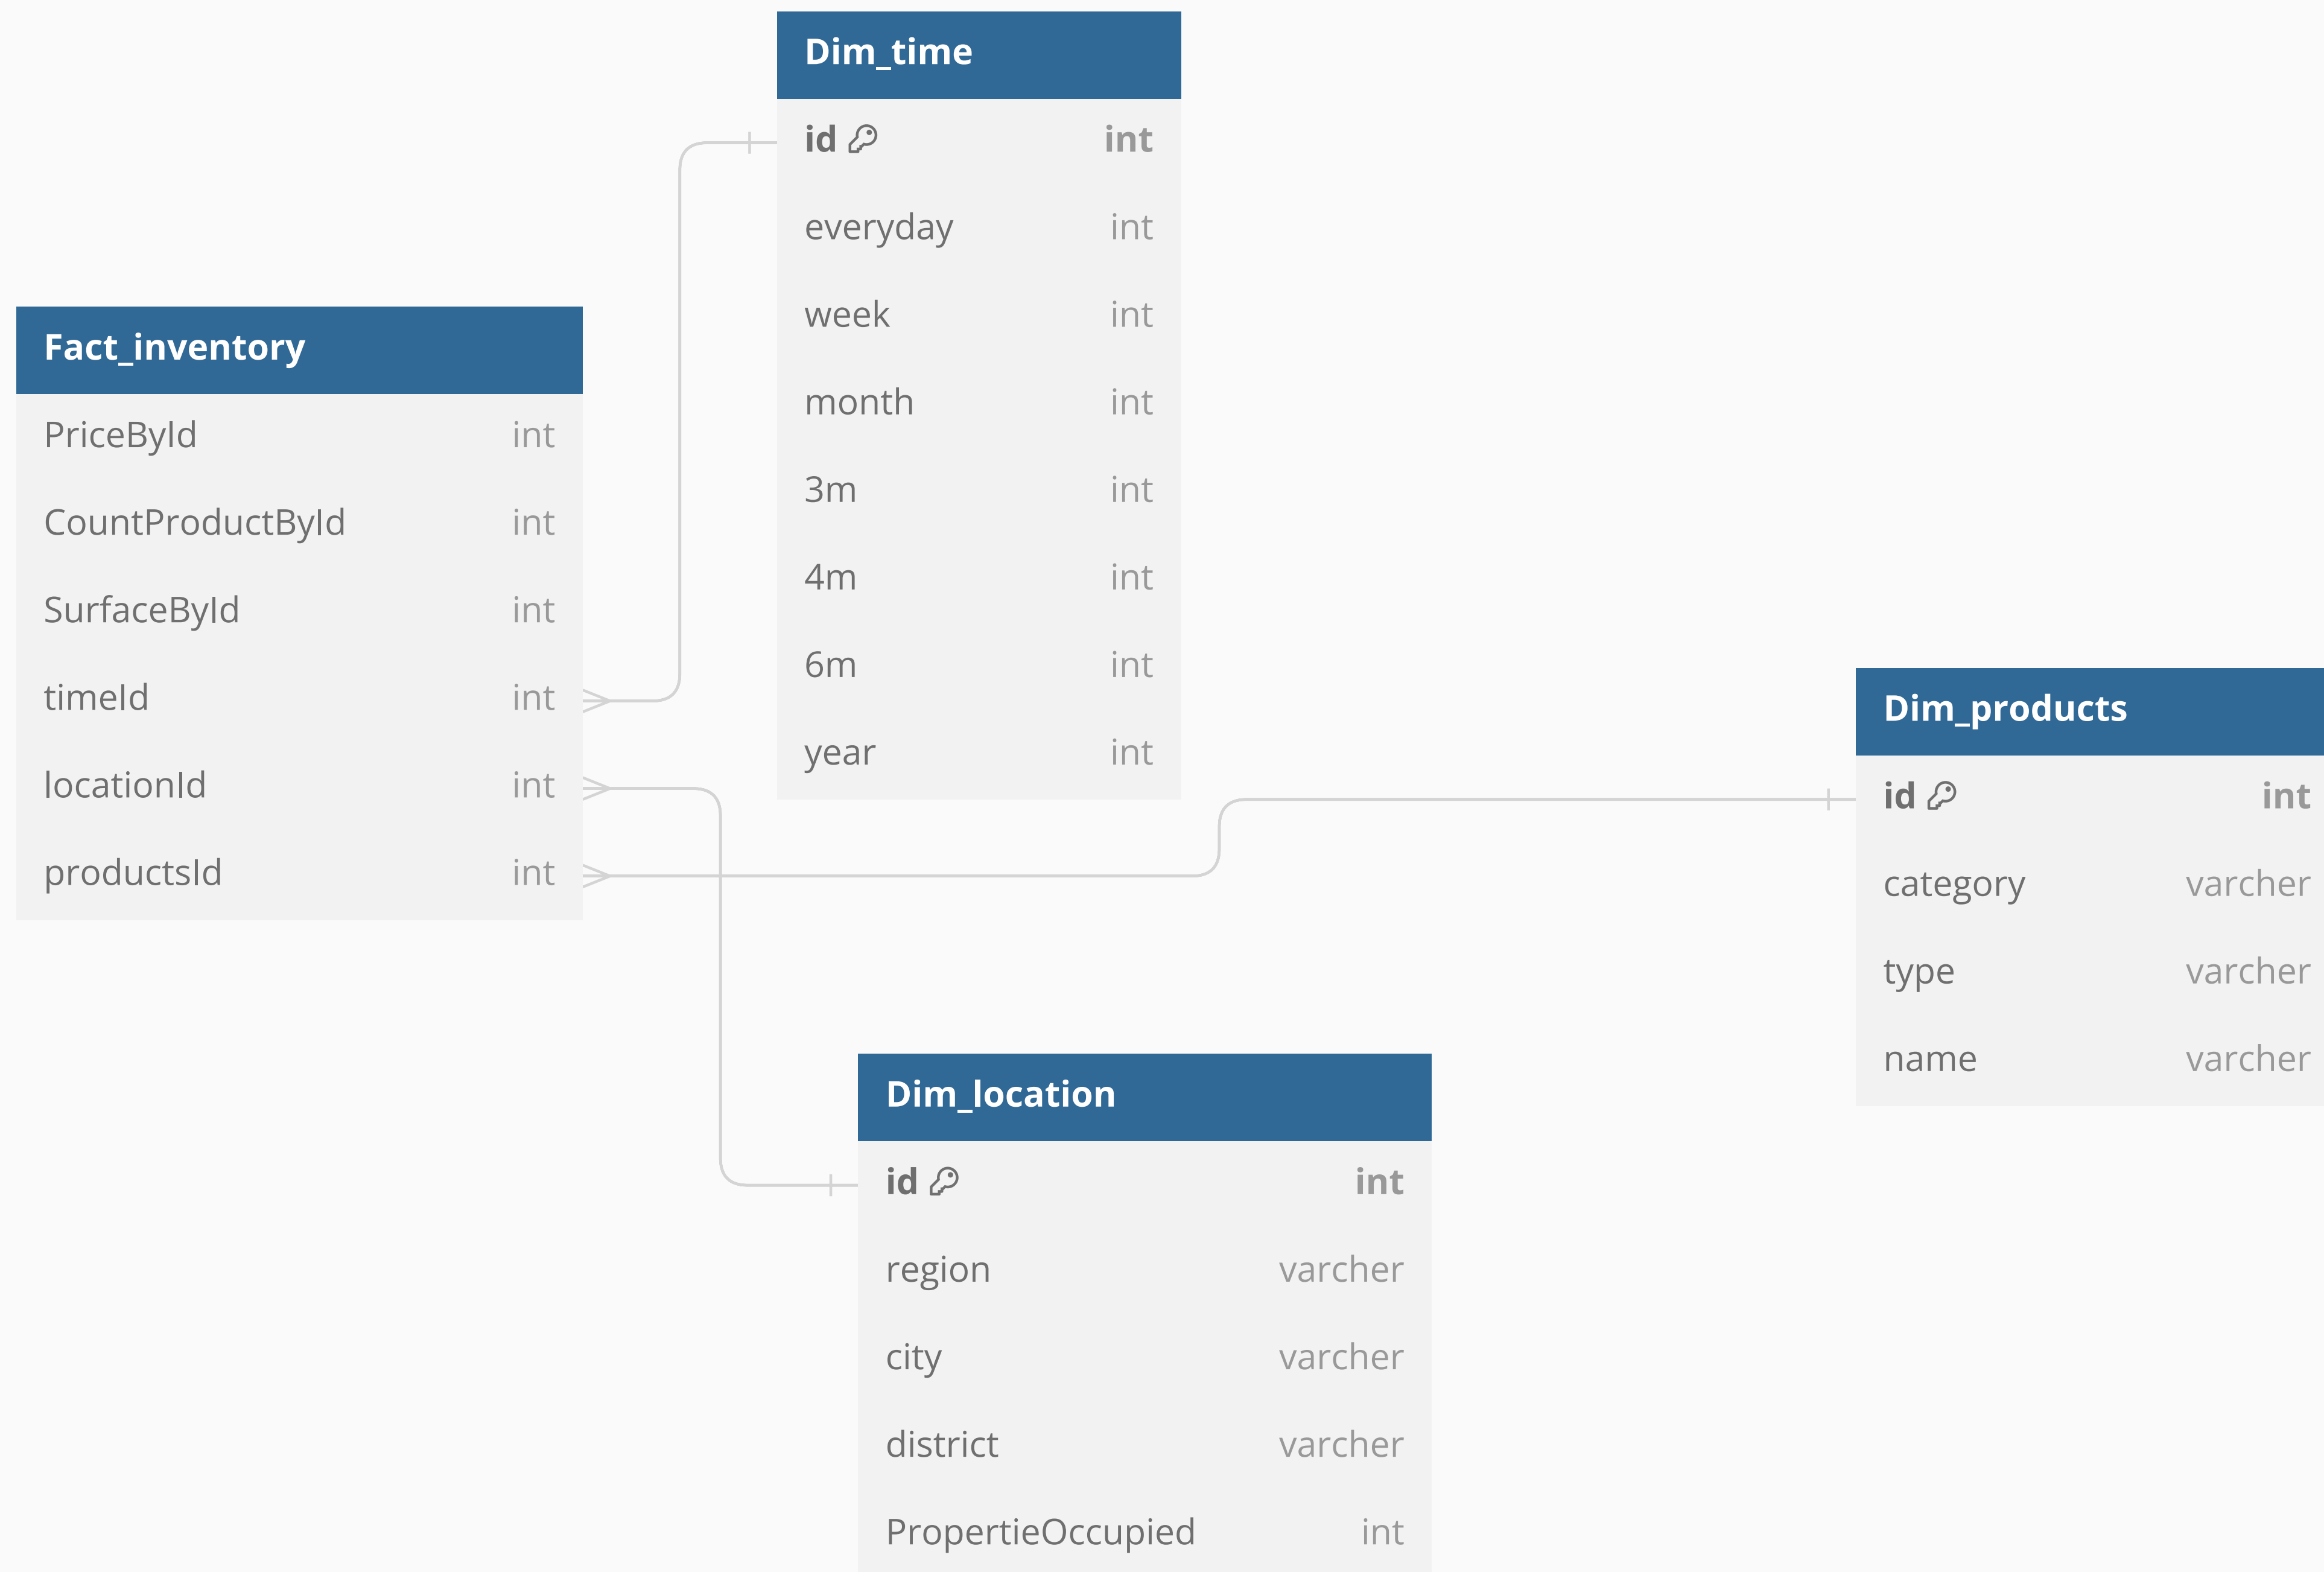 Dim_time
id int
everyday int
week int
month int
3m int
4m int
6m int
year int
Fact_inventory
PriceById int
CountProductById int
SurfaceById int
timeId int
locationId int
productsId int
Dim_products
id int
category varcher
type varcher
name varcher
Dim_location
id int
region varcher
city varcher
district varcher
PropertieOccupied int